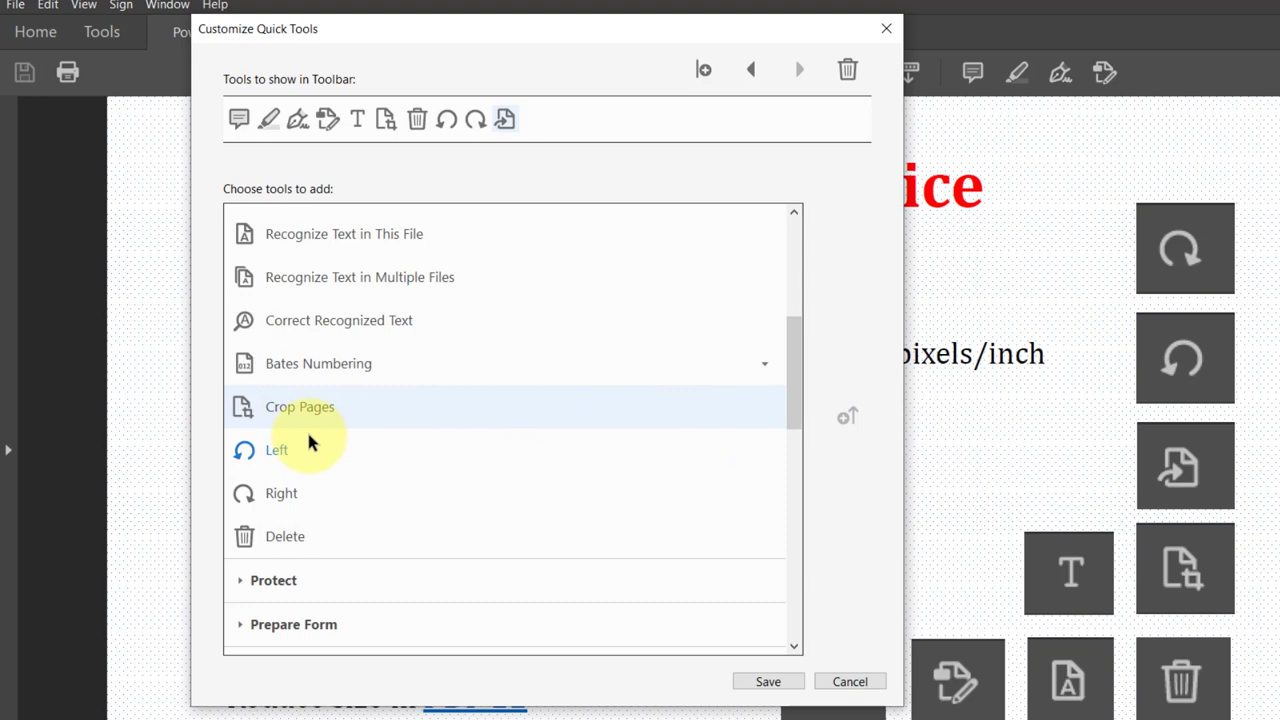 File Edit View Sign Window Help
Customize Quick Tools
Home Tools
Tools to show in Toolbar:
Choose tools to add:
ice
Recognize Text in This File
Recognize Text in Multiple Files
Correct Recognized Text
pixels/inch
Bates Numbering
Crop Pages
Left
Right
Delete
Protect
Prepare Form
Save Cancel